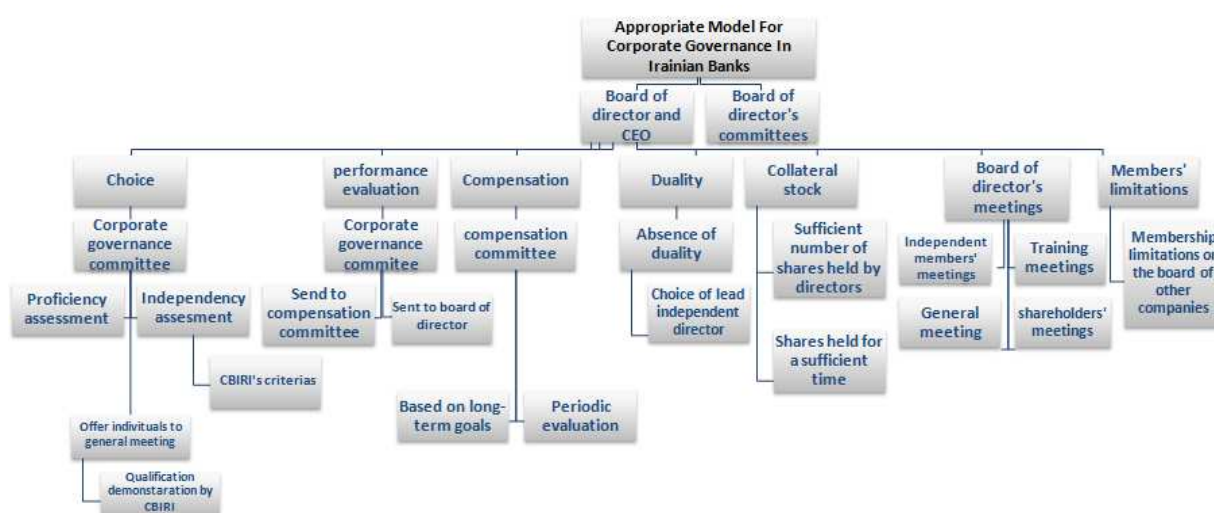 Appropriate Model For
Corporate Governance In
Irainian Banks
Board of
director and
CEO
Board of
director's
committees
Choice
performance
evaluation
Compensation
Duality
Collateral
stock
Board of
director's
meetings
Members'
limitations
Corporate
governance
committee
Corporate
governance
commitee
compensation
committee
Absence of
duality
Sufficient
number of
shares held by
directors
Independent
members'
meetings
Training
meetings
Membership
limitations on
the board of
other
companies
Proficiency
assessment
Independency
assesment
Send to
compensation
committee
Sent to board of
director
Choice of lead
independent
director
General
meeting
shareholders'
meetings
Shares held for
a sufficient
time
CBIRI's criterias
Based on long-
term goals
Periodic
evaluation
Offer indivituals to
general meeting
Qualification
demonstaration by
CBIRI